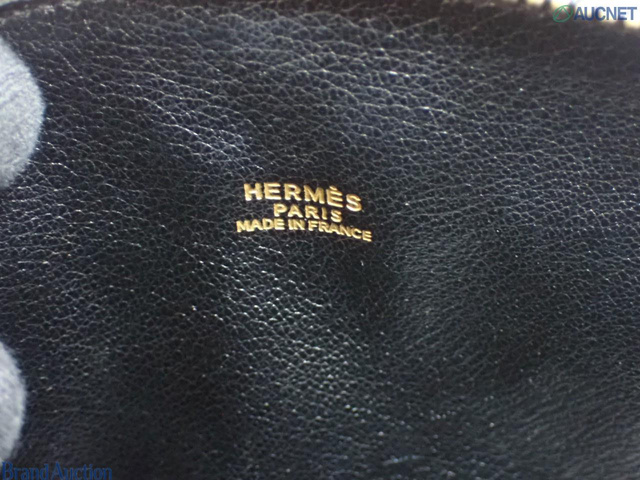 AUCNET
HERMÈS
PARIS
MADE IN FRANCE
Brand Auction